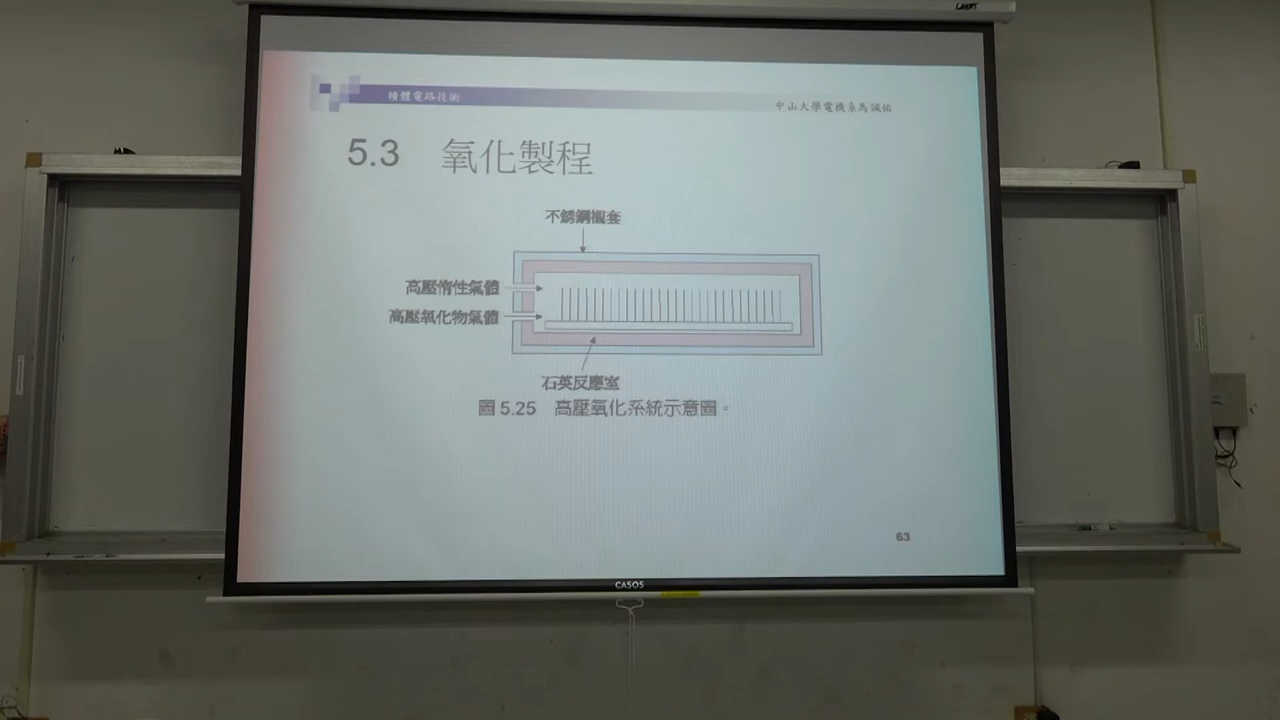 積體電路技術
中山大學電機系馬誠佑
5.3 氧化製程
不銹鋼襯套
高壓惰性氣體
高壓氧化物氣體
石英反應室
圖 5.25 高壓氧化系統示意圖。
63
CASOS